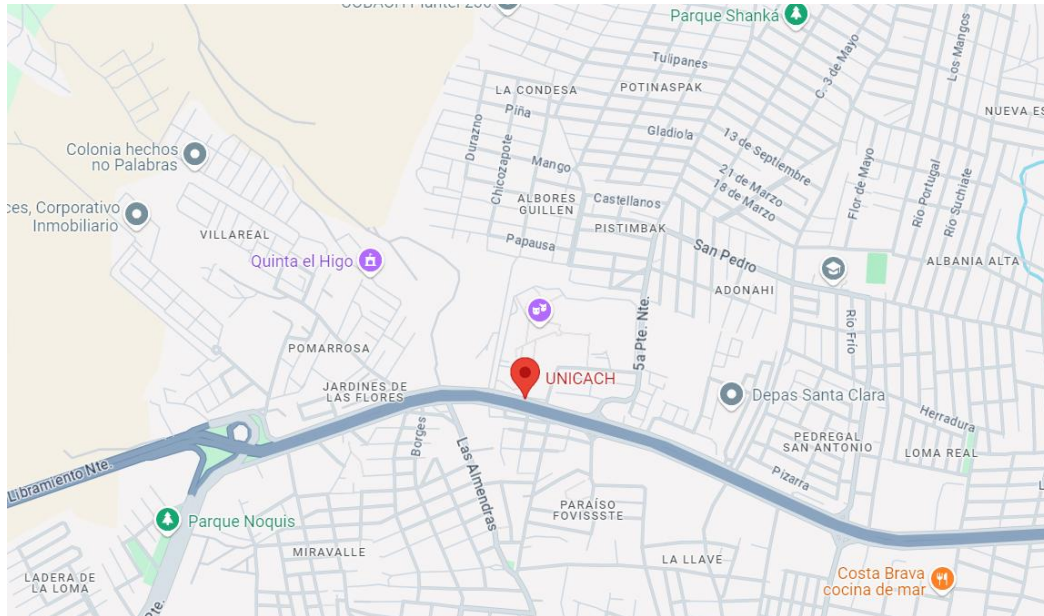 Parque Shanká
Tulipanes
C. 3 de Mayo
Los Mangos
LA CONDESA
POTINASPAK
Piña
NUEVA ES
Durazno
Chicozapote
Gladiola
13 de Septiembre
Colonia hechos
no Palabras
Mango
21 de Marzo
18 de Marzo
Flor de Mayo
Río Portugal
Río Suchiate
ces, Corporativo
Inmobiliario
ALBORES
GUILLEN
Castellanos
PISTIMBAK
VILLAREAL
Papausa
San Pedro
Quinta el Higo
ADONAHI
ALBANIA ALTA
5a Pte. Nte.
Río Frío
POMARROSA
UNICACH
JARDINES DE
LAS FLORES
Depas Santa Clara
Herradura
Borges
Las Almendras
PEDREGAL
SAN ANTONIO
LOMA REAL
Libramiento Nte.
Pizarra
PARAÍSO
FOVISSSTE
Parque Noquis
MIRAVALLE
LA LLAVE
LADERA DE
LA LOMA
Costa Brava
cocina de mar
Pte.